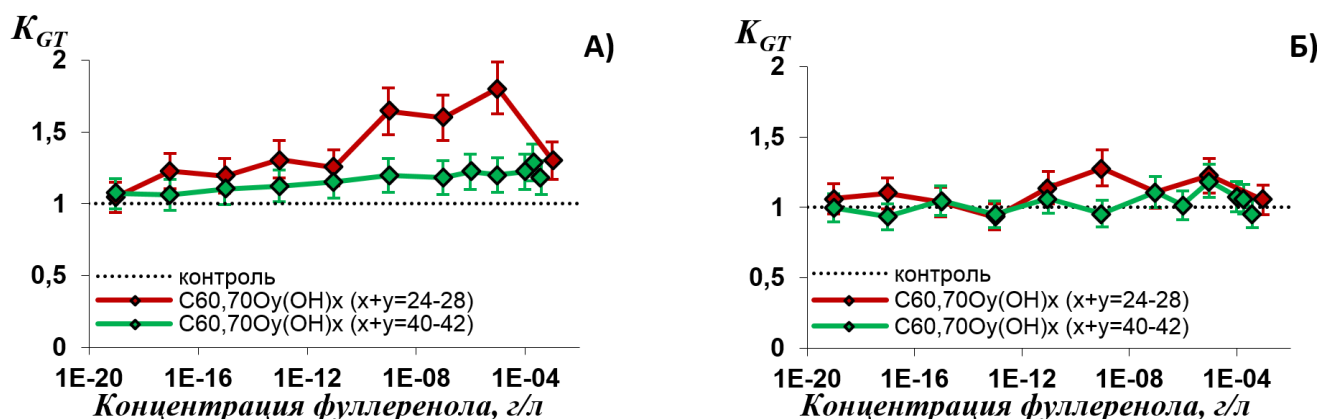 K_GT
А)
2
1,5
1
0,5
0
контроль
C60,70Oy(OH)x (x+y=24-28)
C60,70Oy(OH)x (x+y=40-42)
1E-20 1E-16 1E-12 1E-08 1E-04
Концентрация фуллеренола, г/л
K_GT
Б)
2
1,5
1
0,5
0
контроль
C60,70Oy(OH)x (x+y=24-28)
C60,70Oy(OH)x (x+y=40-42)
1E-20 1E-16 1E-12 1E-08 1E-04
Концентрация фуллеренола, г/л